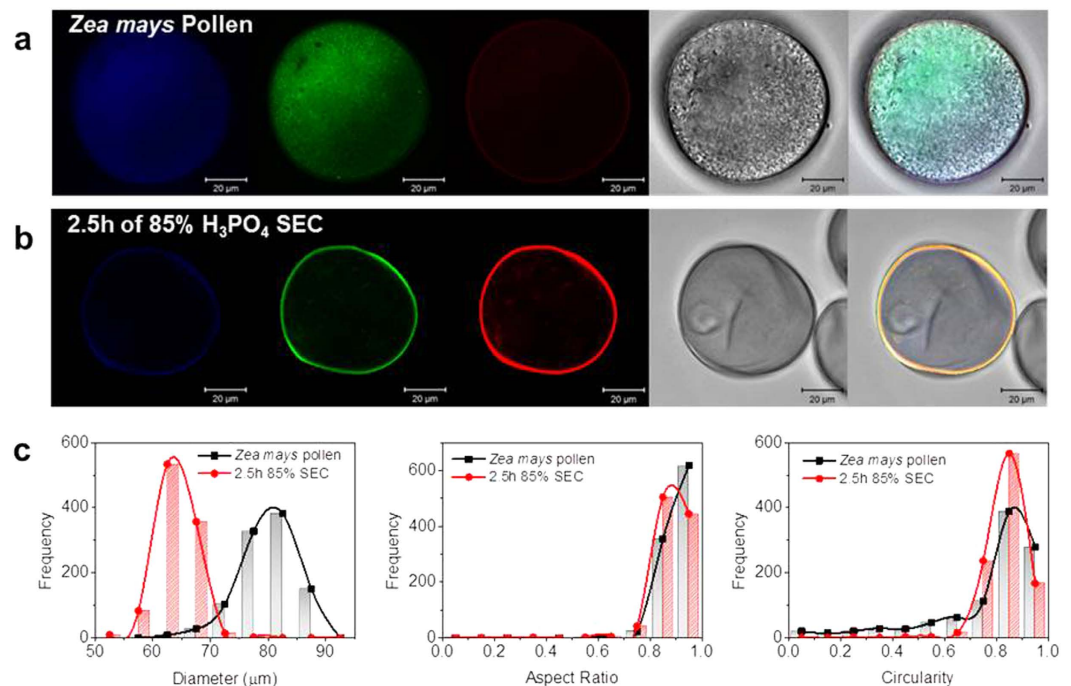 a
Zea mays Pollen
20 µm
20 µm
20 µm
20 µm
20 µm
b
2.5h of 85% H₃PO₄ SEC
20 µm
20 µm
20 µm
20 µm
20 µm
c
600
400
200
0
Frequency
50
60
70
80
90
Diameter (µm)
Zea mays pollen
2.5h 85% SEC
600
400
200
0
Frequency
0.0
0.2
0.4
0.6
0.8
1.0
Aspect Ratio
Zea mays pollen
2.5h 85% SEC
600
400
200
0
Frequency
0.0
0.2
0.4
0.6
0.8
1.0
Circularity
Zea mays pollen
2.5h 85% SEC